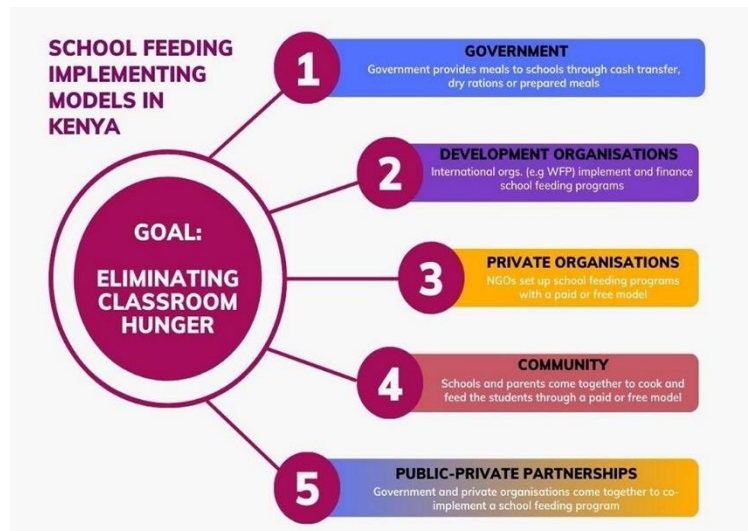 SCHOOL FEEDING
IMPLEMENTING
MODELS IN
KENYA
GOAL:
ELIMINATING
CLASSROOM
HUNGER
1
GOVERNMENT
Government provides meals to schools through cash transfer,
dry rations or prepared meals
2
DEVELOPMENT ORGANISATIONS
International orgs. (e.g WFP) implement and finance
school feeding programs
3
PRIVATE ORGANISATIONS
NGOs set up school feeding programs
with a paid or free model
4
COMMUNITY
Schools and parents come together to cook and
feed the students through a paid or free model
5
PUBLIC-PRIVATE PARTNERSHIPS
Government and private organisations come together to co-
implement a school feeding program